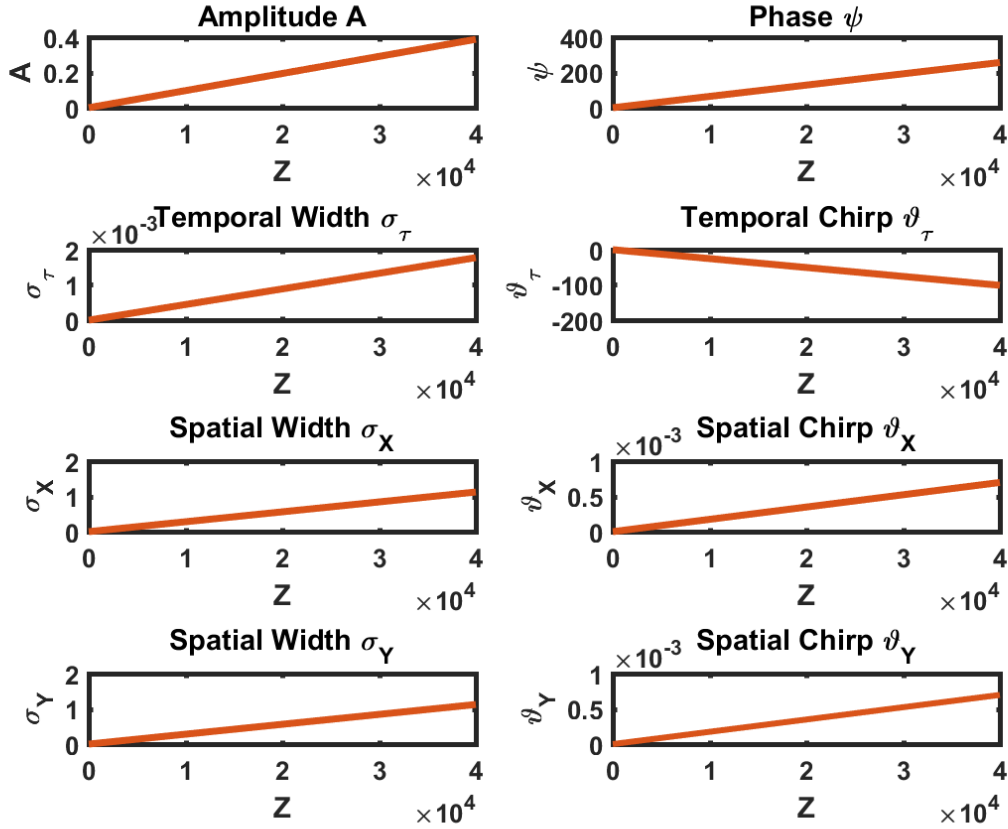 Amplitude A
0.4
0.2
0
A
0 1 2 3 4
Z
×10^4
Phase ψ
400
200
0
ψ
0 1 2 3 4
Z
×10^4
Temporal Width σ_τ
×10^-3
2
1
0
σ_τ
0 1 2 3 4
Z
×10^4
Temporal Chirp ϑ_τ
0
-100
-200
ϑ_τ
0 1 2 3 4
Z
×10^4
Spatial Width σ_X
2
1
0
σ_X
0 1 2 3 4
Z
×10^4
Spatial Chirp ϑ_X
×10^-3
1
0.5
0
ϑ_X
0 1 2 3 4
Z
×10^4
Spatial Width σ_Y
2
1
0
σ_Y
0 1 2 3 4
Z
×10^4
Spatial Chirp ϑ_Y
×10^-3
1
0.5
0
ϑ_Y
0 1 2 3 4
Z
×10^4